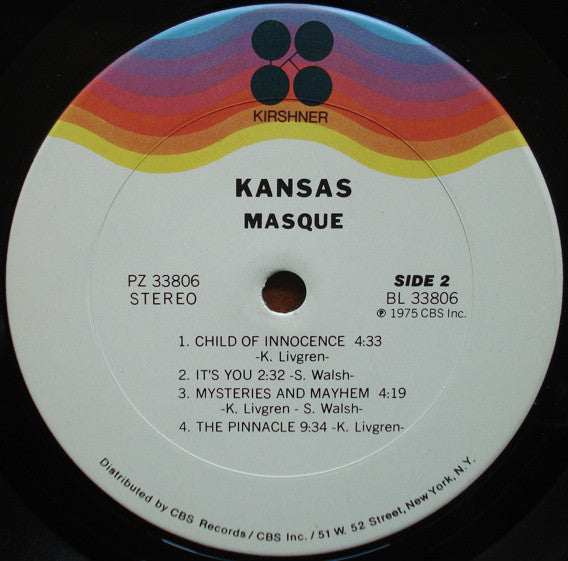 KIRSHNER
KANSAS
MASQUE
PZ 33806
STEREO
SIDE 2
BL 33806
℗ 1975 CBS Inc.
1. CHILD OF INNOCENCE 4:33
-K. Livgren-
2. IT'S YOU 2:32 -S. Walsh-
3. MYSTERIES AND MAYHEM 4:19
-K. Livgren - S. Walsh-
4. THE PINNACLE 9:34 -K. Livgren-
Distributed by CBS Records / CBS Inc. / 51 W. 52 Street, New York, N.Y.